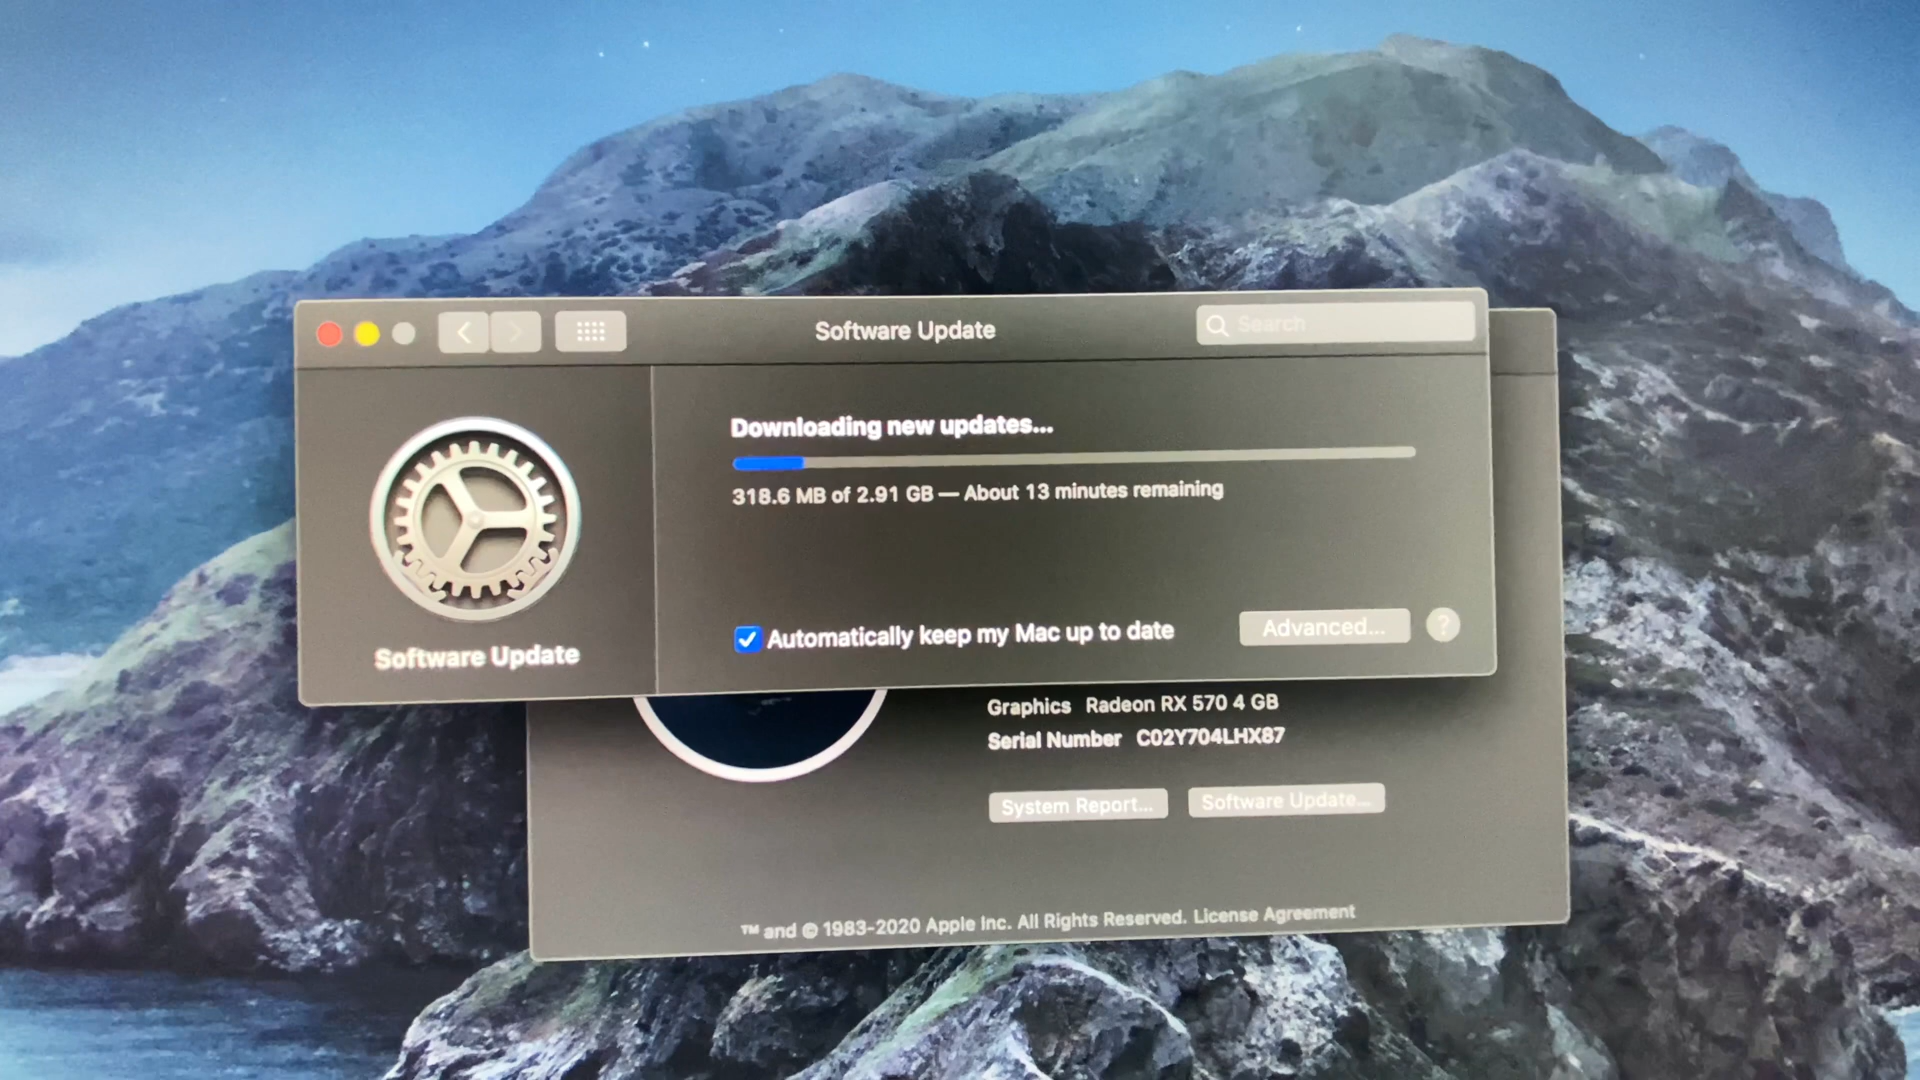 Software Update
Search
Downloading new updates...
318.6 MB of 2.91 GB — About 13 minutes remaining
Automatically keep my Mac up to date
Advanced...
?
Software Update
Graphics Radeon RX 570 4 GB
Serial Number C02Y704LHX87
System Report...
Software Update...
™ and © 1983-2020 Apple Inc. All Rights Reserved. License Agreement